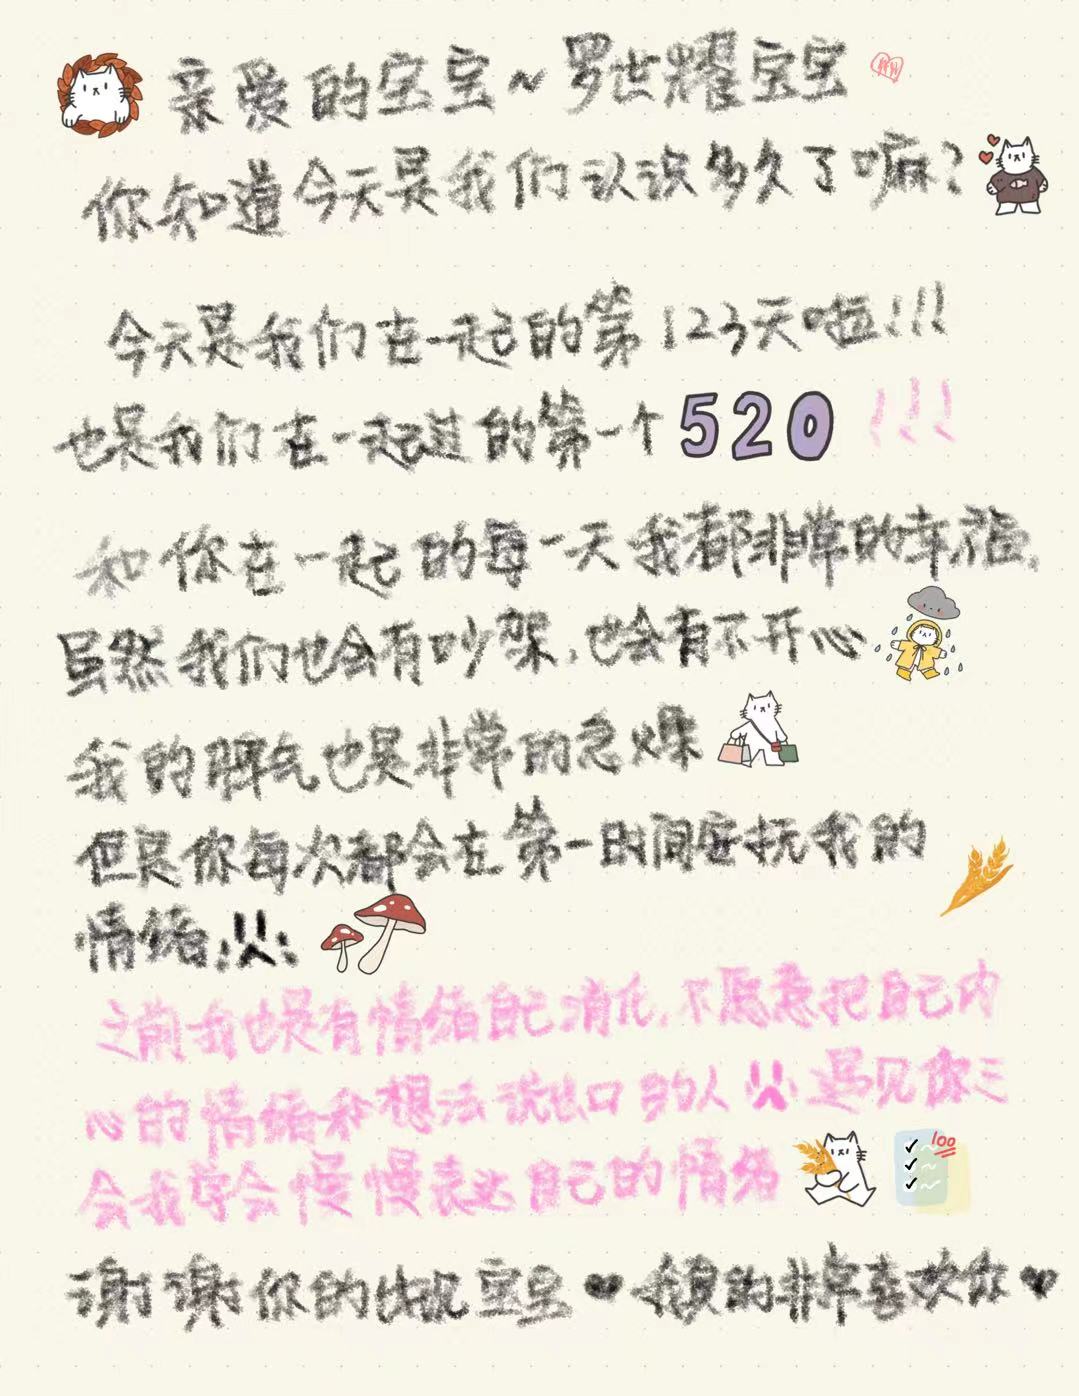 亲爱的宝宝~罗世耀宝宝
你知道今天是我们认识多久了嘛?
今天是我们在一起的第123天啦!!!
也是我们在一起过的第一个520!!!
和你在一起的每一天我都非常的幸福,
虽然我们也会有吵架,也会有不开心
我的脾气也是非常的急燥
但是你每次都会在第一时间安抚我的
情绪
之前我也是有情绪自己消化,不愿意把自己内
心的情绪和想法说出口的人 遇见你三
会我学会慢慢表达自己的情绪
100
谢谢你的出现宝宝♥我真的非常喜欢你♥